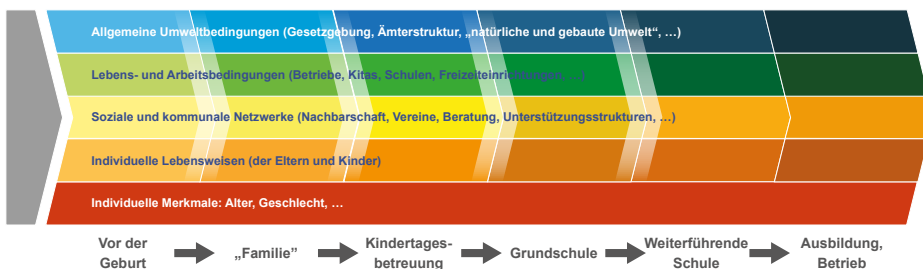 Allgemeine Umweltbedingungen (Gesetzgebung, Ämterstruktur, „natürliche und gebaute Umwelt“, …)
Lebens- und Arbeitsbedingungen (Betriebe, Kitas, Schulen, Freizeiteinrichtungen, …)
Soziale und kommunale Netzwerke (Nachbarschaft, Vereine, Beratung, Unterstützungsstrukturen, …)
Individuelle Lebensweisen (der Eltern und Kinder)
Individuelle Merkmale: Alter, Geschlecht, …
Vor der
Geburt
„Familie”
Kindertages-
betreuung
Grundschule
Weiterführende
Schule
Ausbildung,
Betrieb